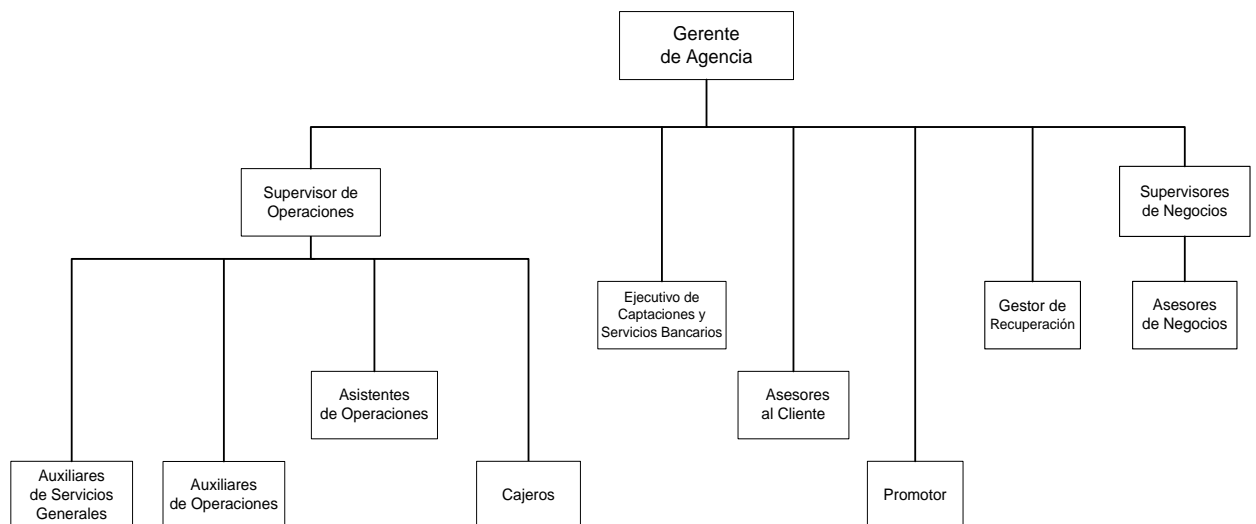 Gerente
de Agencia
Supervisor de
Operaciones
Supervisores
de Negocios
Ejecutivo de
Captaciones y
Servicios Bancarios
Gestor de
Recuperación
Asesores
de Negocios
Asistentes
de Operaciones
Asesores
al Cliente
Auxiliares
de Servicios
Generales
Auxiliares
de Operaciones
Cajeros
Promotor